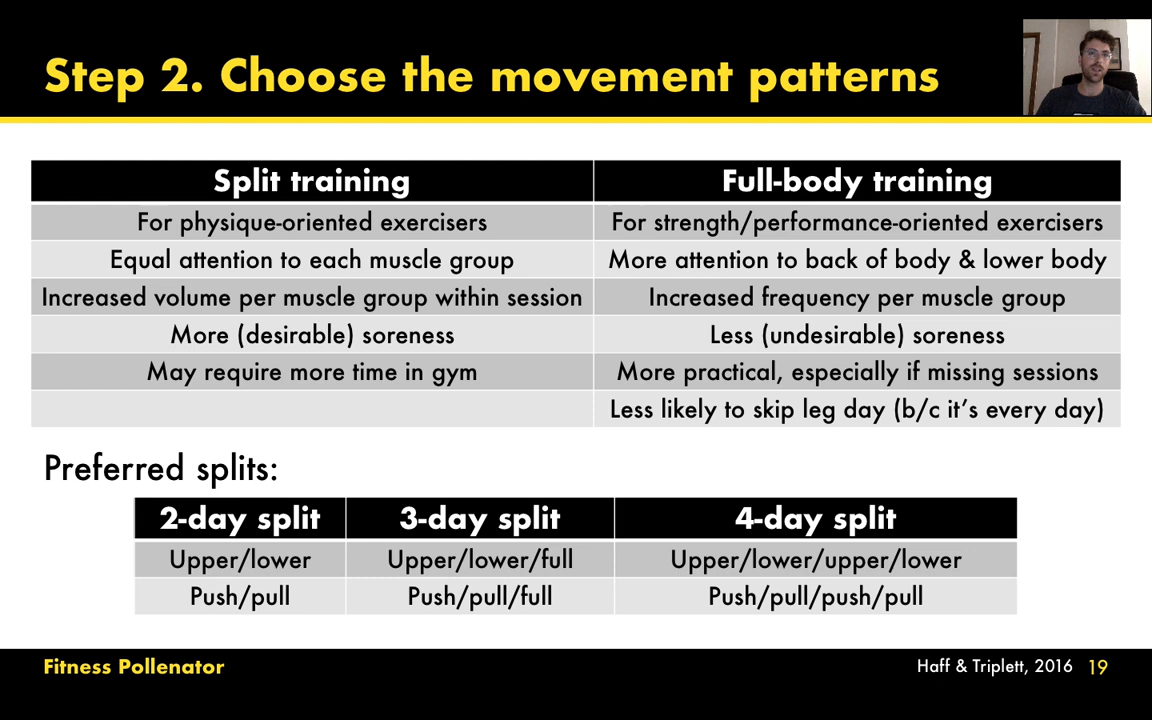 Step 2. Choose the movement patterns
Split training
Full-body training
For physique-oriented exercisers
For strength/performance-oriented exercisers
Equal attention to each muscle group
More attention to back of body & lower body
Increased volume per muscle group within session
Increased frequency per muscle group
More (desirable) soreness
Less (undesirable) soreness
May require more time in gym
More practical, especially if missing sessions
Less likely to skip leg day (b/c it’s every day)
Preferred splits:
2-day split
3-day split
4-day split
Upper/lower
Upper/lower/full
Upper/lower/upper/lower
Push/pull
Push/pull/full
Push/pull/push/pull
Fitness Pollenator
Haff & Triplett, 2016
19